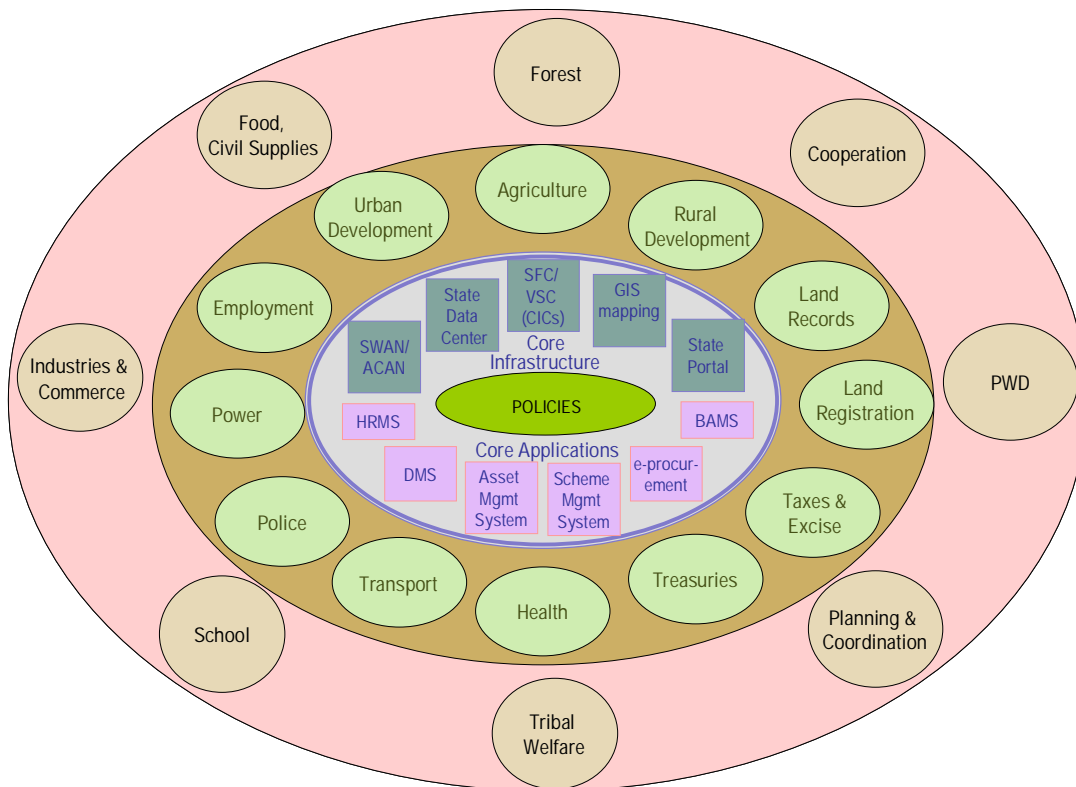 Forest
Food,
Civil Supplies
Cooperation
Agriculture
Urban
Development
Rural
Development
SFC/
VSC
(CICs)
State
Data
Center
GIS
mapping
Employment
Land
Records
SWAN/
ACAN
Core
Infrastructure
State
Portal
Industries &
Commerce
PWD
Power
HRMS
POLICIES
BAMS
Land
Registration
Core Applications
DMS
Asset
Mgmt
System
Scheme
Mgmt
System
e-procur-
ement
Police
Taxes &
Excise
Transport
Health
Treasuries
School
Planning &
Coordination
Tribal
Welfare